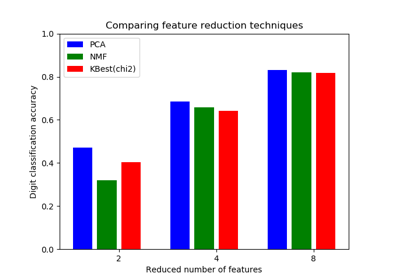 Comparing feature reduction techniques
1.0
0.8
0.6
0.4
0.2
0.0
Digit classification accuracy
PCA
NMF
KBest(chi2)
2
4
8
Reduced number of features